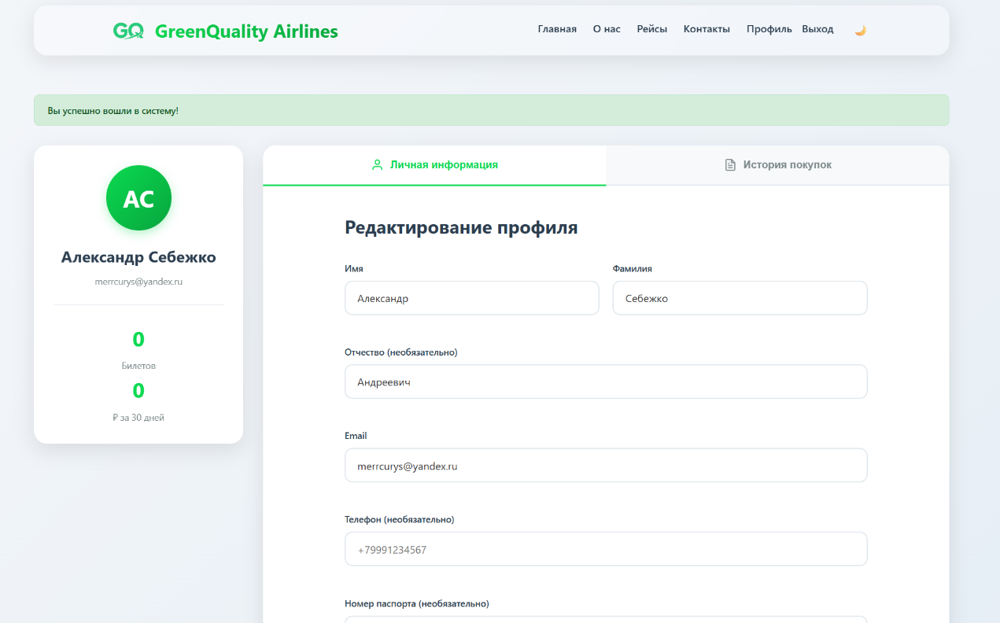 GQ GreenQuality Airlines
Главная О нас Рейсы Контакты Профиль Выход
Вы успешно вошли в систему!
АС
Александр Себежко
merrcurys@yandex.ru
0
Билетов
0
₽ за 30 дней
Личная информация
История покупок
Редактирование профиля
Имя
Александр
Фамилия
Себежко
Отчество (необязательно)
Андреевич
Email
merrcurys@yandex.ru
Телефон (необязательно)
+79991234567
Номер паспорта (необязательно)